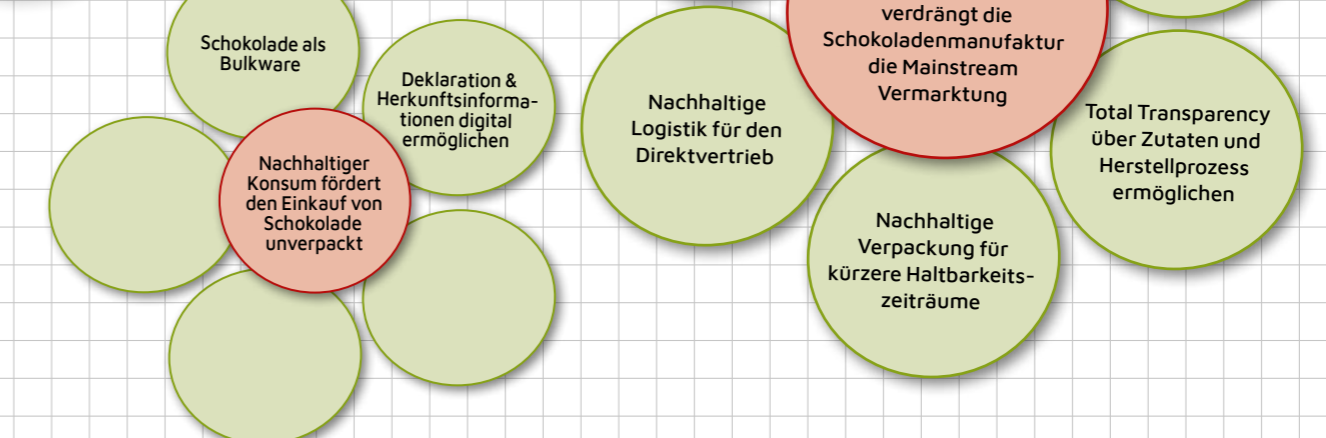 Schokolade als
Bulkware
Deklaration &
Herkunftsinforma-
tionen digital
ermöglichen
Nachhaltiger
Konsum fördert
den Einkauf von
Schokolade
unverpackt
verdrängt die
Schokoladenmanufaktur
die Mainstream
Vermarktung
Nachhaltige
Logistik für den
Direktvertrieb
Total Transparency
über Zutaten und
Herstellprozess
ermöglichen
Nachhaltige
Verpackung für
kürzere Haltbarkeits-
zeiträume